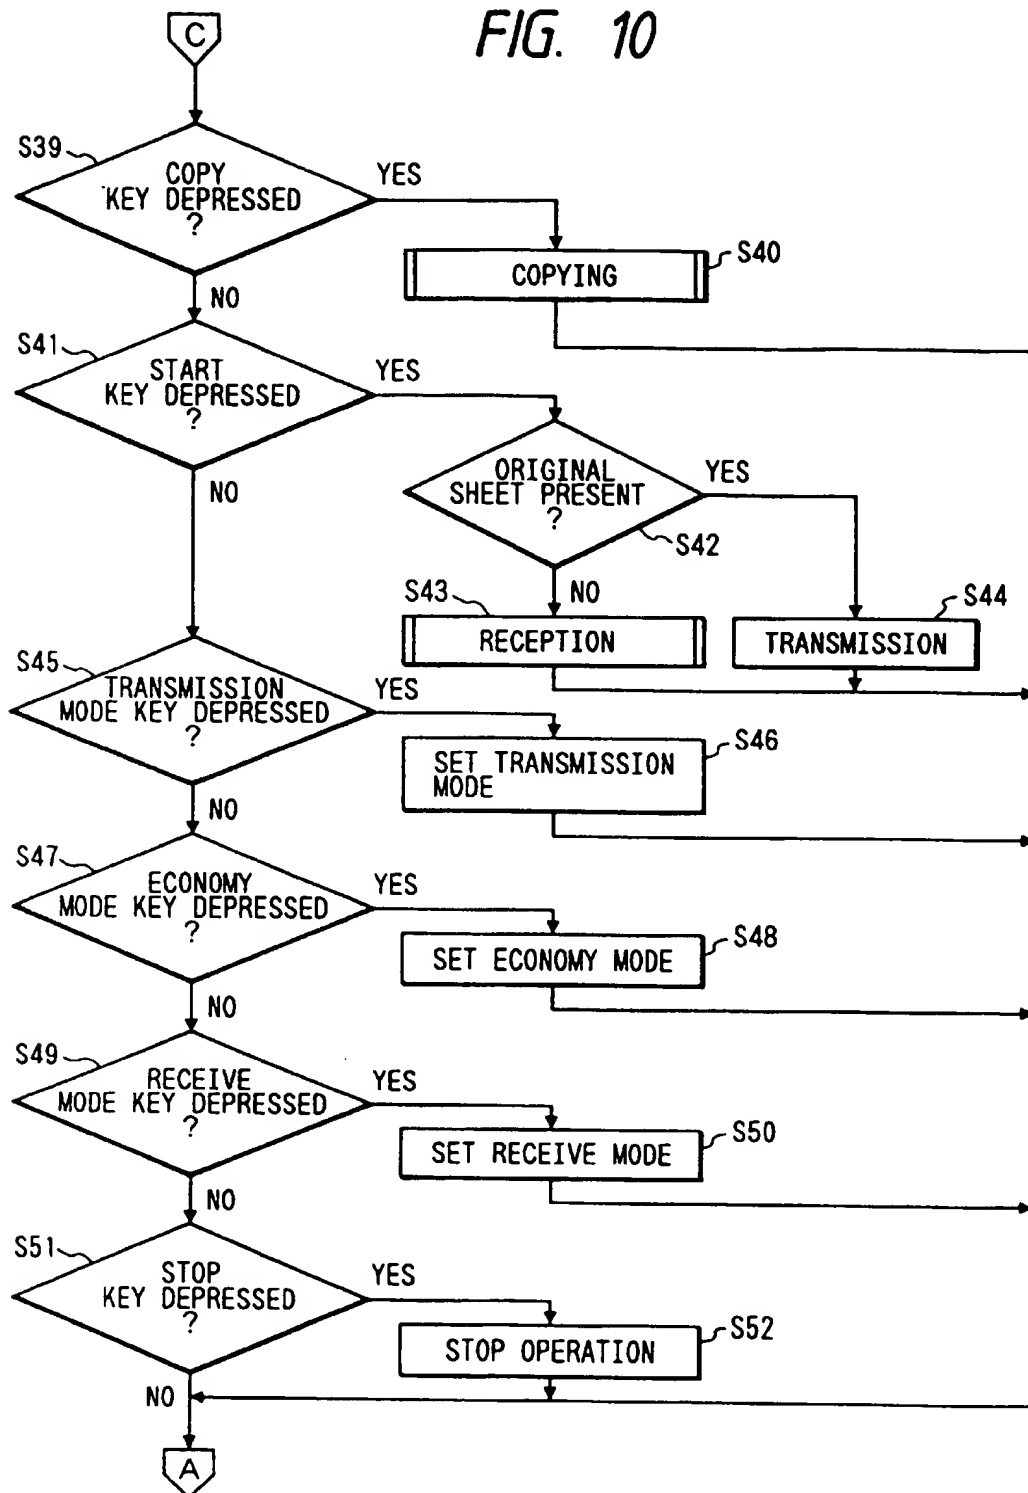 C
FIG. 10
S39
COPY
KEY DEPRESSED
?
YES
NO
COPYING
S40
S41
START
KEY DEPRESSED
?
YES
NO
ORIGINAL
SHEET PRESENT
?
YES
S42
NO
S43
RECEPTION
S44
TRANSMISSION
S45
TRANSMISSION
MODE KEY DEPRESSED
?
YES
NO
S46
SET TRANSMISSION
MODE
S47
ECONOMY
MODE KEY DEPRESSED
?
YES
NO
S48
SET ECONOMY MODE
S49
RECEIVE
MODE KEY DEPRESSED
?
YES
NO
S50
SET RECEIVE MODE
S51
STOP
KEY DEPRESSED
?
YES
S52
STOP OPERATION
NO
A